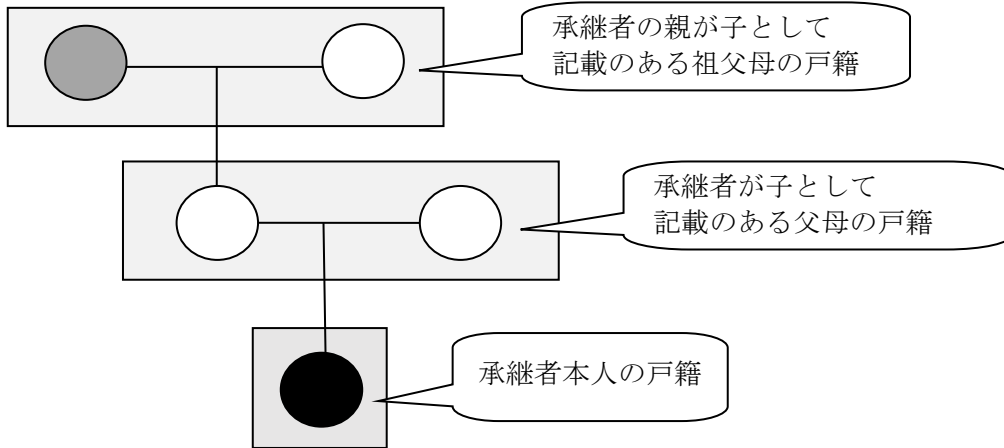 承継者の親が子として
記載のある祖父母の戸籍
承継者が子として
記載のある父母の戸籍
承継者本人の戸籍